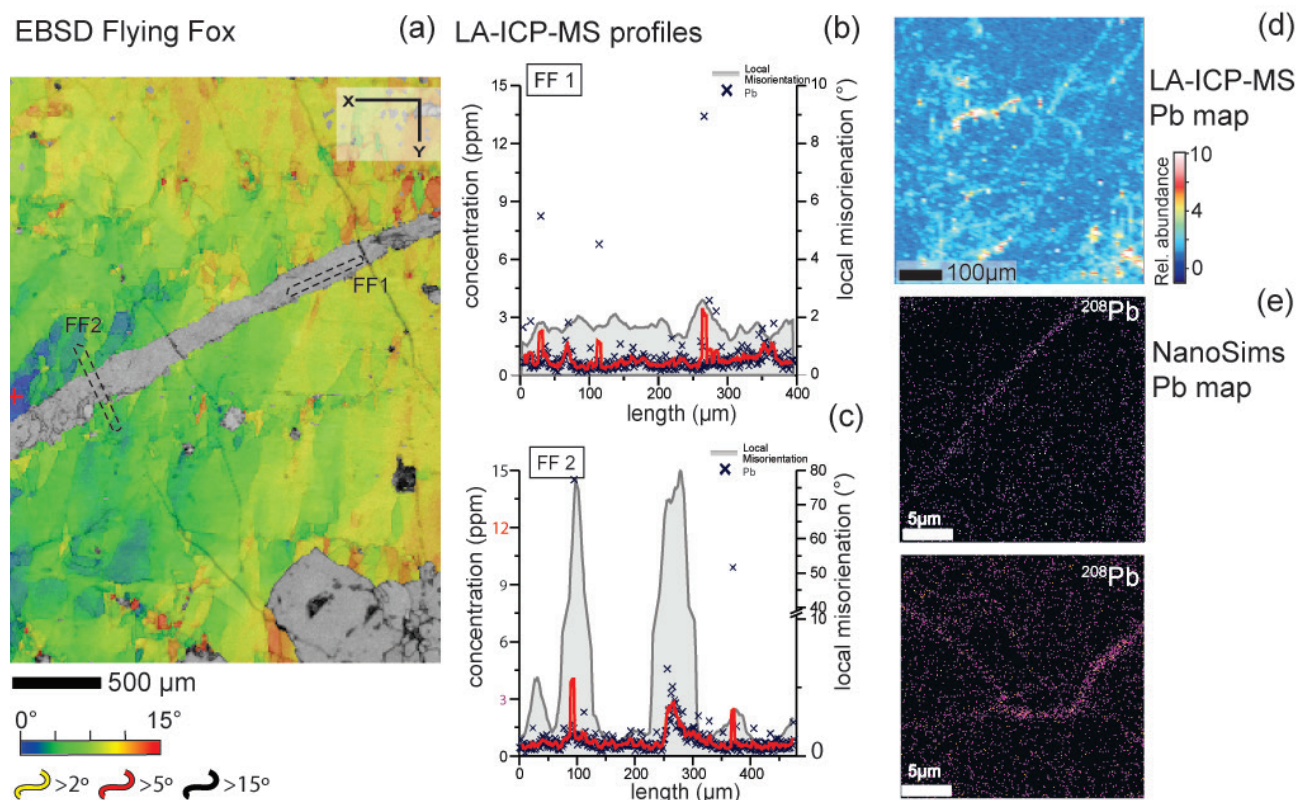 EBSD Flying Fox
(a)
X
Y
FF1
FF2
500 µm
0° 15°
>2° >5° >15°
LA-ICP-MS profiles
(b)
FF 1
Local
Misorientation
Pb
concentration (ppm)
15
12
9
6
3
0
local misorienation (°)
10
8
6
4
2
0
0 100 200 300 400
length (µm)
(c)
FF 2
Local
Misorientation
Pb
concentration (ppm)
15
12
9
6
3
0
local misorienation (°)
80
70
60
50
40
10
0
0 100 200 300 400
length (µm)
(d)
LA-ICP-MS
Pb map
100µm
Rel. abundance
10
4
0
(e)
²⁰⁸Pb
NanoSims
Pb map
5µm
²⁰⁸Pb
5µm